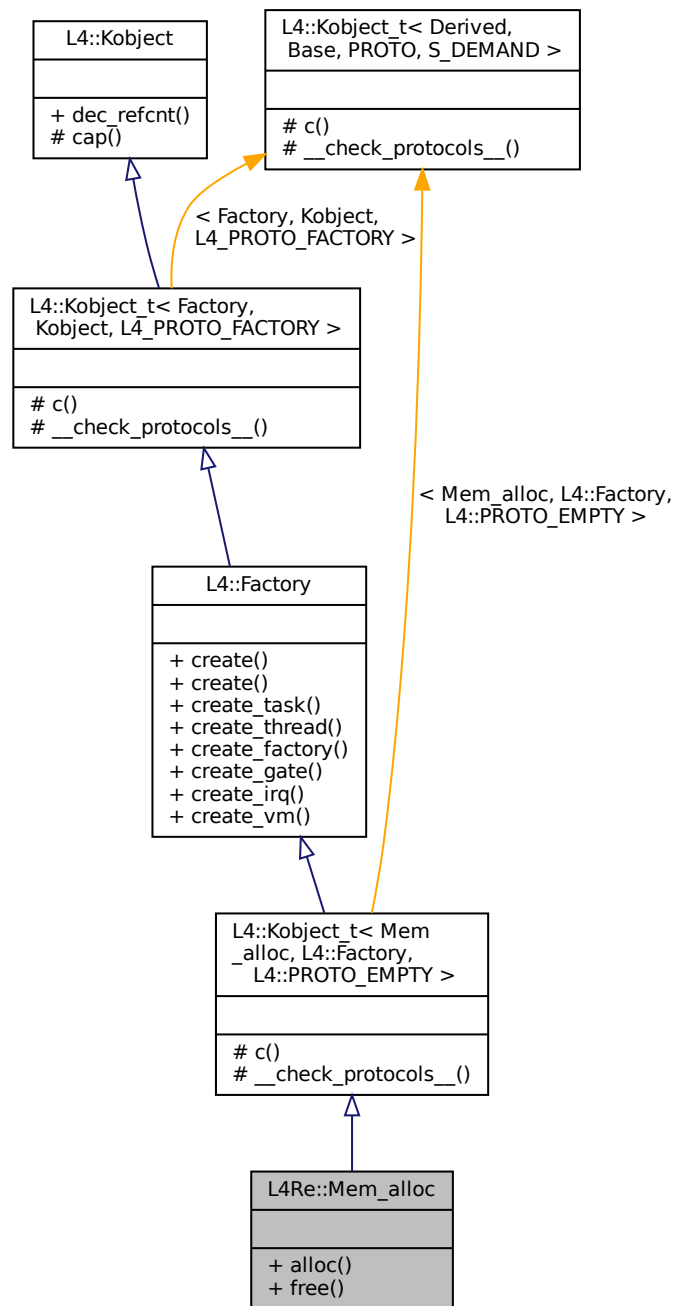 L4::Kobject
+ dec_refcnt()
# cap()
L4::Kobject_t< Derived,
Base, PROTO, S_DEMAND >
# c()
# __check_protocols__()
< Factory, Kobject,
L4_PROTO_FACTORY >
L4::Kobject_t< Factory,
Kobject, L4_PROTO_FACTORY >
# c()
# __check_protocols__()
< Mem_alloc, L4::Factory,
L4::PROTO_EMPTY >
L4::Factory
+ create()
+ create()
+ create_task()
+ create_thread()
+ create_factory()
+ create_gate()
+ create_irq()
+ create_vm()
L4::Kobject_t< Mem
_alloc, L4::Factory,
L4::PROTO_EMPTY >
# c()
# __check_protocols__()
L4Re::Mem_alloc
+ alloc()
+ free()